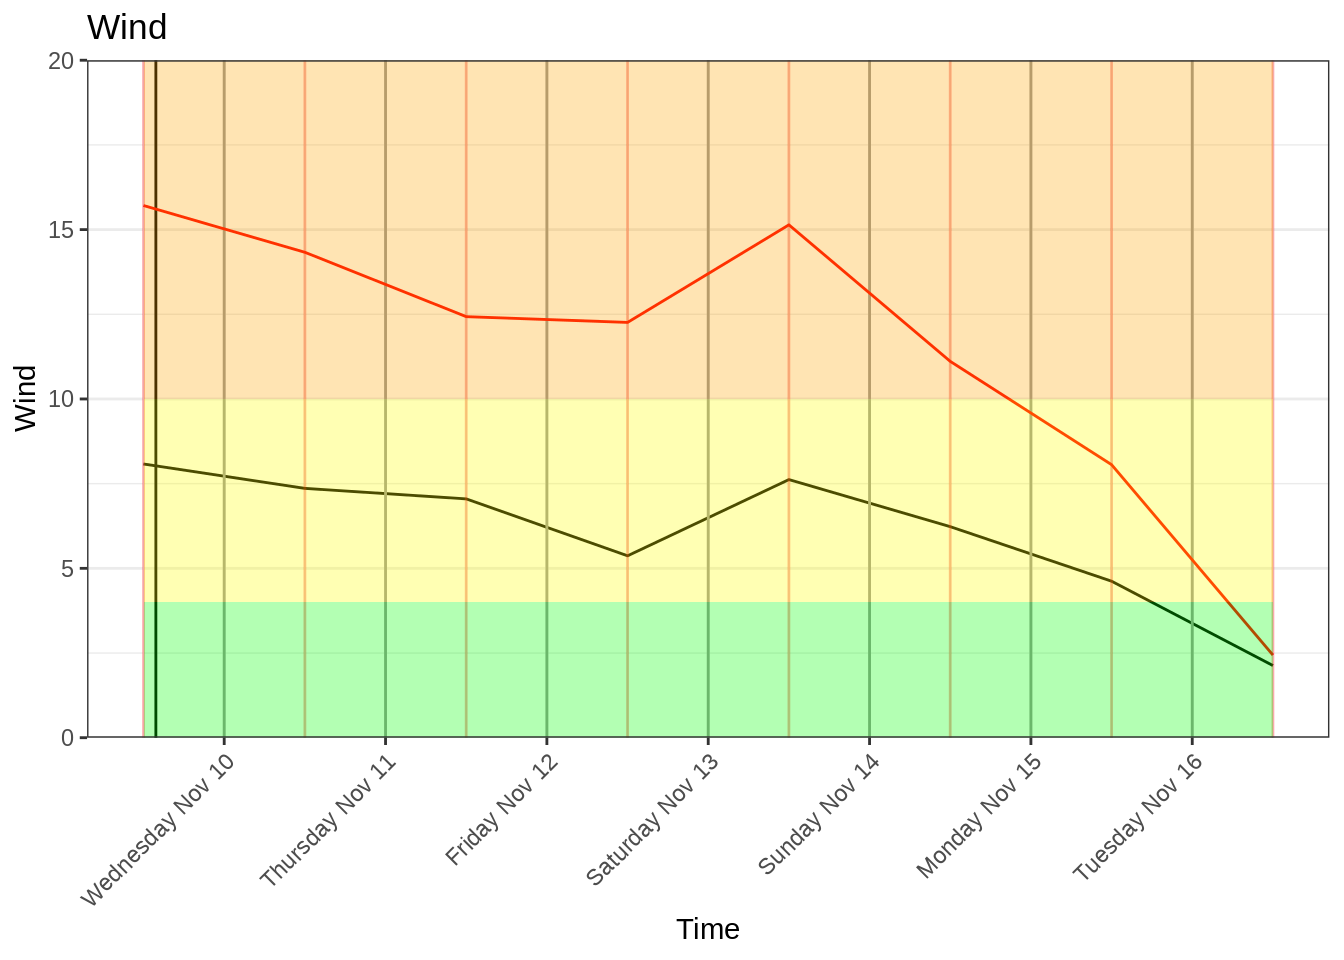 Wind
20
15
10
5
0
Wind
Wednesday Nov 10
Thursday Nov 11
Friday Nov 12
Saturday Nov 13
Sunday Nov 14
Monday Nov 15
Tuesday Nov 16
Time